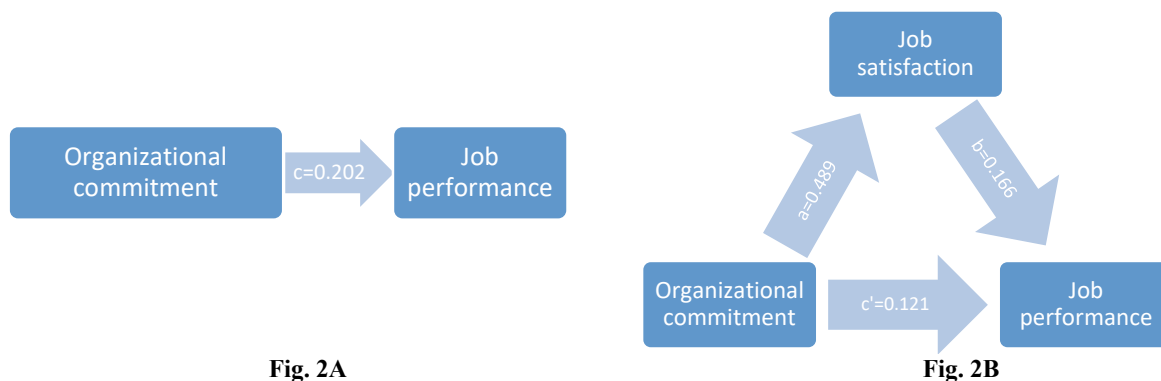 Organizational
commitment
c=0.202
Job
performance
Fig. 2A
Job
satisfaction
a=0.489
b=0.166
Organizational
commitment
c'=0.121
Job
performance
Fig. 2B